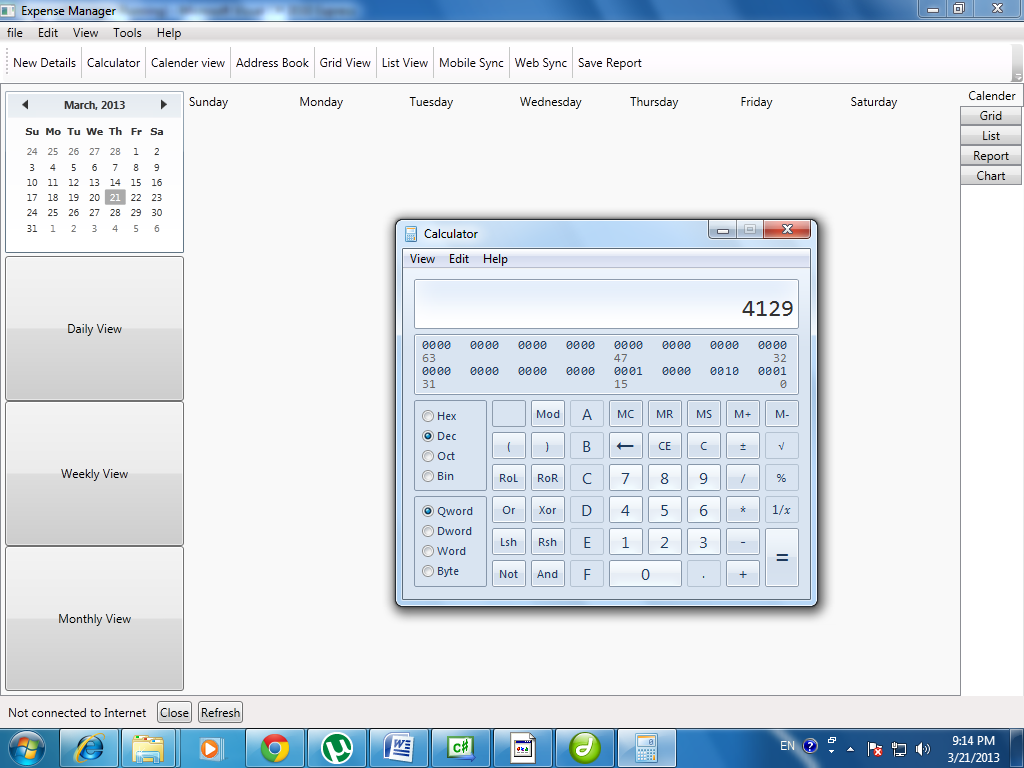 Expense Manager
file Edit View Tools Help
New Details Calculator Calender view Address Book Grid View List View Mobile Sync Web Sync Save Report
March, 2013
Su Mo Tu We Th Fr Sa
24 25 26 27 28 1 2
3 4 5 6 7 8 9
10 11 12 13 14 15 16
17 18 19 20 21 22 23
24 25 26 27 28 29 30
31 1 2 3 4 5 6
Sunday Monday Tuesday Wednesday Thursday Friday Saturday
Calender
Grid
List
Report
Chart
Daily View
Weekly View
Monthly View
Calculator
View Edit Help
4129
0000 0000 0000 0000 0000 0000 0000 0000
63 47 32
0000 0000 0000 0000 0001 0000 0010 0001
31 15 0
Hex
Dec
Oct
Bin
Qword
Dword
Word
Byte
Mod A MC MR MS M+ M-
( ) B ← CE C ± √
RoL RoR C 7 8 9 / %
Or Xor D 4 5 6 * 1/x
Lsh Rsh E 1 2 3 - =
Not And F 0 . +
Not connected to Internet Close Refresh
EN 9:14 PM
3/21/2013